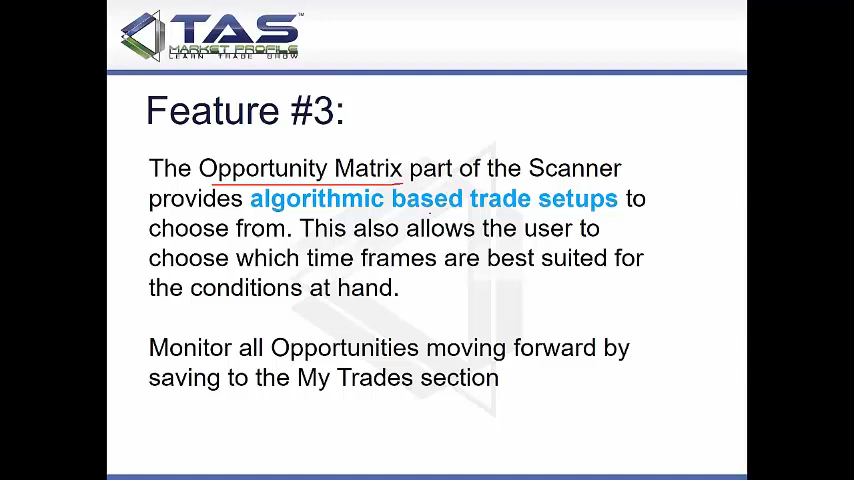 TAS™
MARKET PROFILE
LEARN TRADE GROW
Feature #3:
The Opportunity Matrix part of the Scanner
provides algorithmic based trade setups to
choose from. This also allows the user to
choose which time frames are best suited for
the conditions at hand.
Monitor all Opportunities moving forward by
saving to the My Trades section